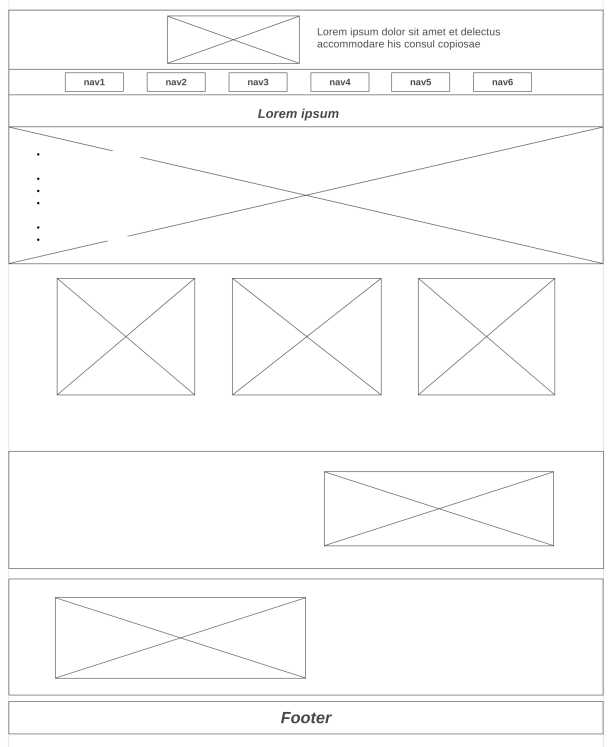 Lorem ipsum dolor sit amet et delectus
accommodare his consul copiosae
nav1 nav2 nav3 nav4 nav5 nav6
Lorem ipsum
Footer